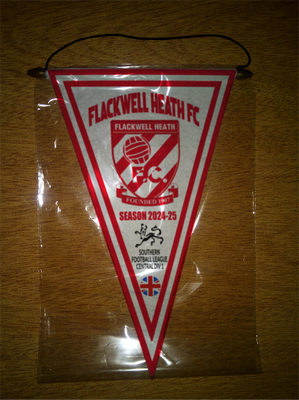 FLACKWELL HEATH FC
FLACKWELL HEATH
F.C.
FOUNDED 1907
SEASON 2024-25
SOUTHERN
FOOTBALL LEAGUE
CENTRAL DIV 1